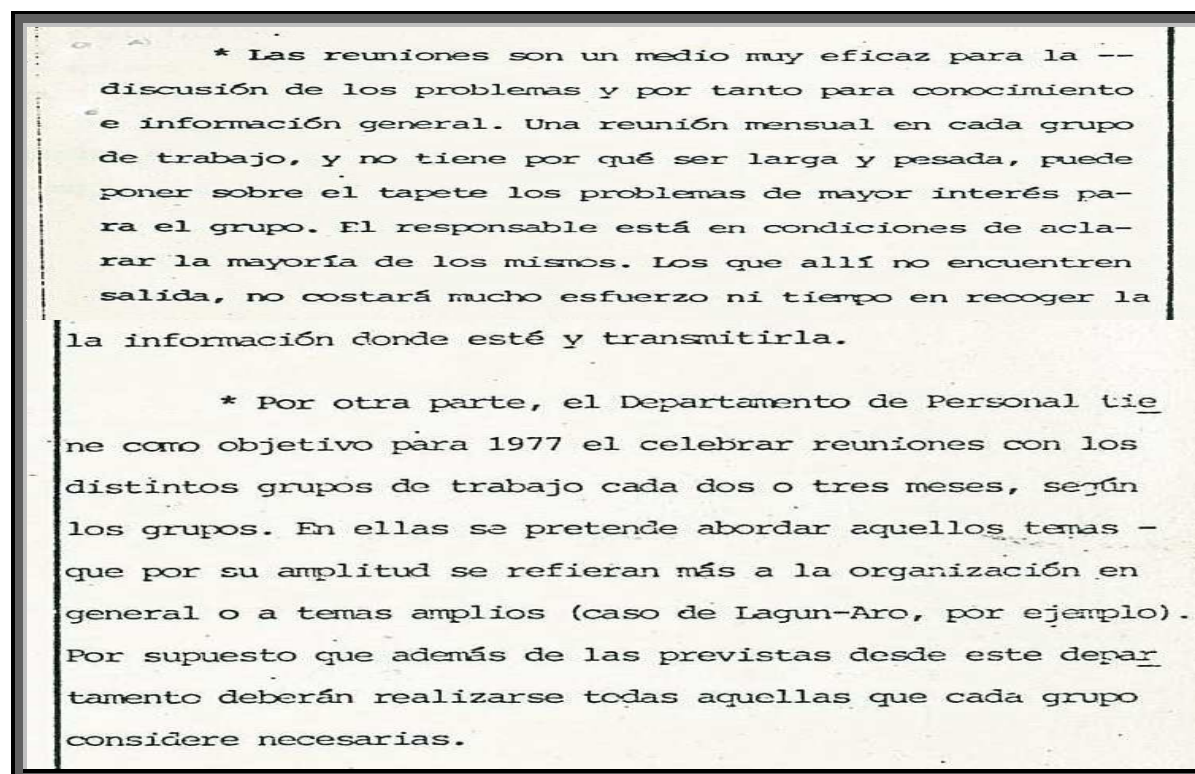 * Las reuniones son un medio muy eficaz para la --
discusión de los problemas y por tanto para conocimiento
e información general. Una reunión mensual en cada grupo
de trabajo, y no tiene por qué ser larga y pesada, puede
poner sobre el tapete los problemas de mayor interés pa-
ra el grupo. El responsable está en condiciones de acla-
rar la mayoría de los mismos. Los que allí no encuentren
salida, no costará mucho esfuerzo ni tiempo en recoger la
la información donde esté y transmitirla.
* Por otra parte, el Departamento de Personal tie
ne como objetivo para 1977 el celebrar reuniones con los
distintos grupos de trabajo cada dos o tres meses, según
los grupos. En ellas se pretende abordar aquellos temas -
que por su amplitud se refieran más a la organización en
general o a temas amplios (caso de Lagun-Aro, por ejemplo).
Por supuesto que además de las previstas desde este depar
tamento deberán realizarse todas aquellas que cada grupo
considere necesarias.